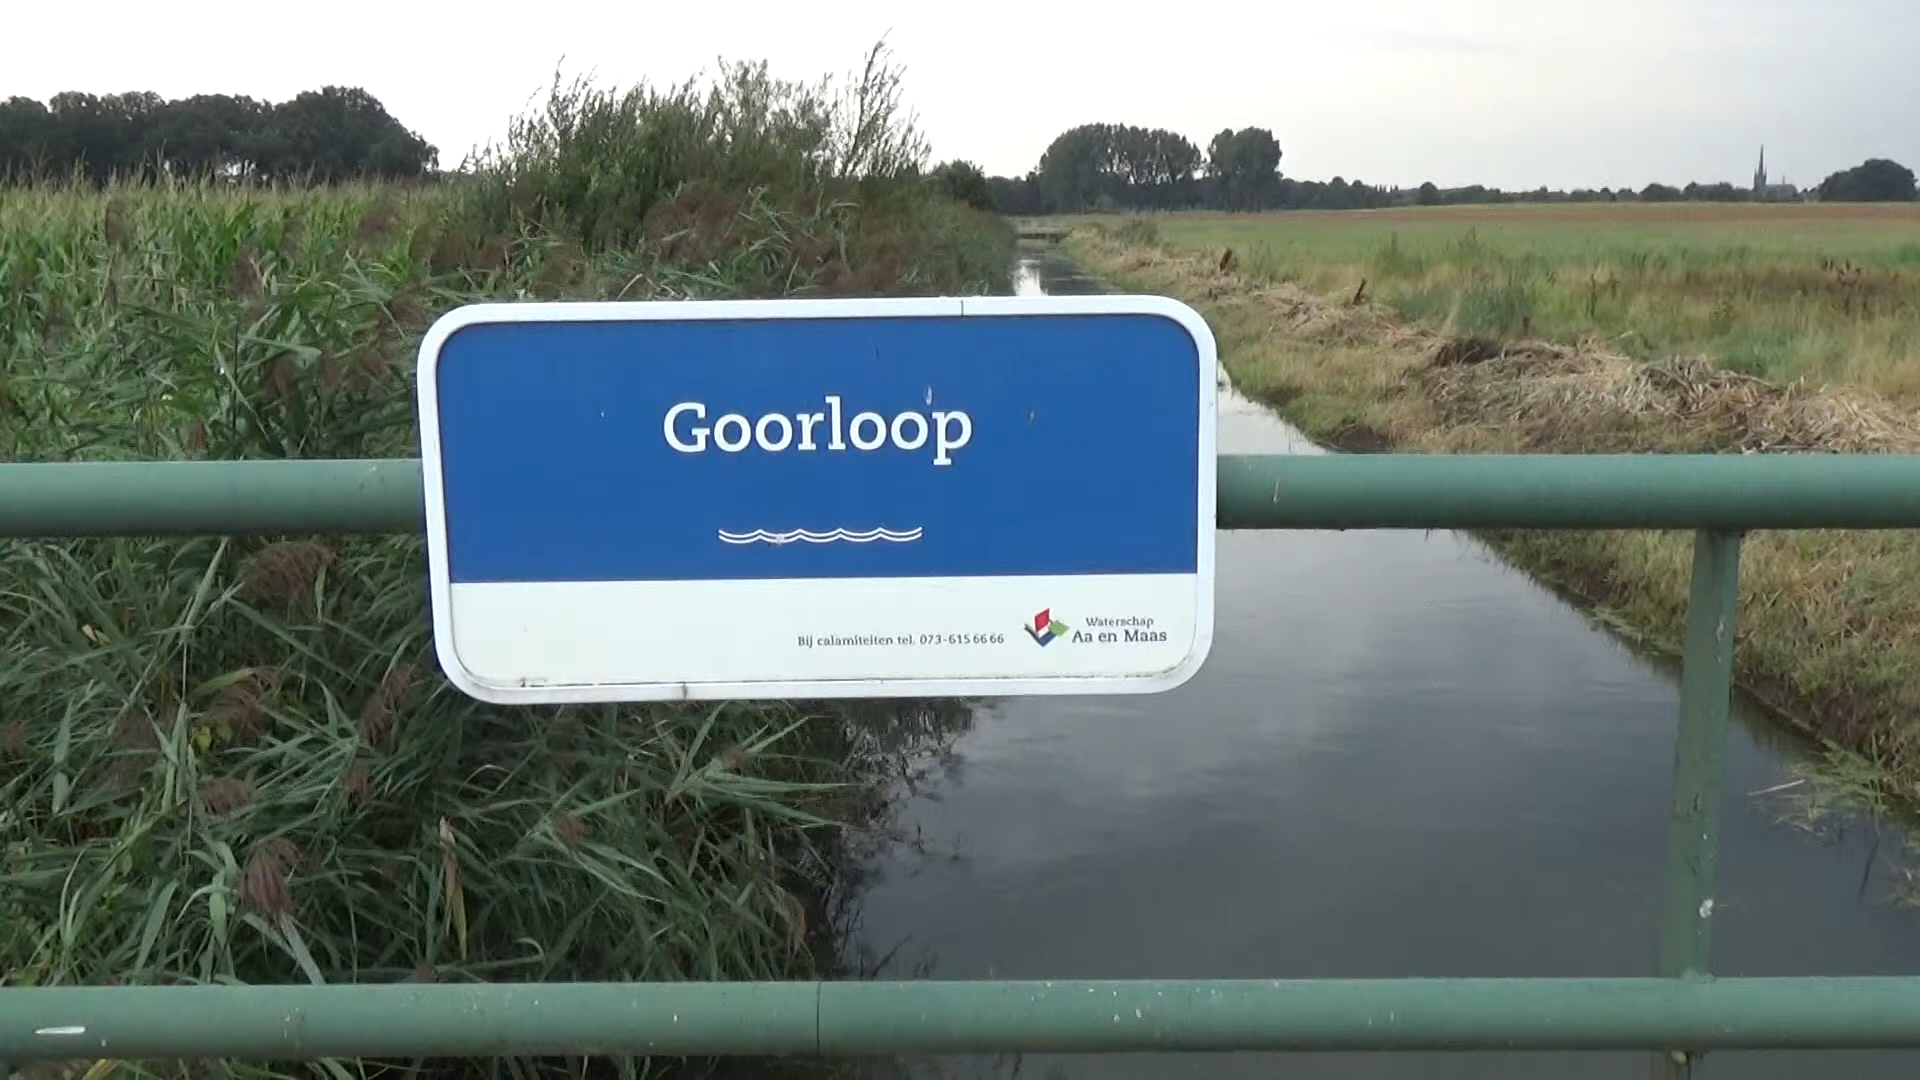 Goorloop
Bij calamiteiten tel. 073-615 66 66
Waterschap
Aa en Maas